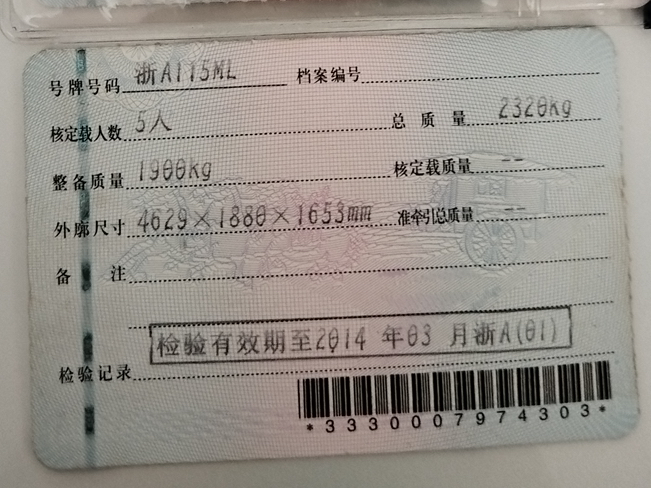 号牌号码 浙A115ML 档案编号
核定载人数 5人 总质量 2320kg
整备质量 1900kg 核定载质量 --
外廓尺寸 4629×1880×1653mm 准牵引总质量 --
备注
检验有效期至2014 年03 月浙A(01)
检验记录
*3330007974303*